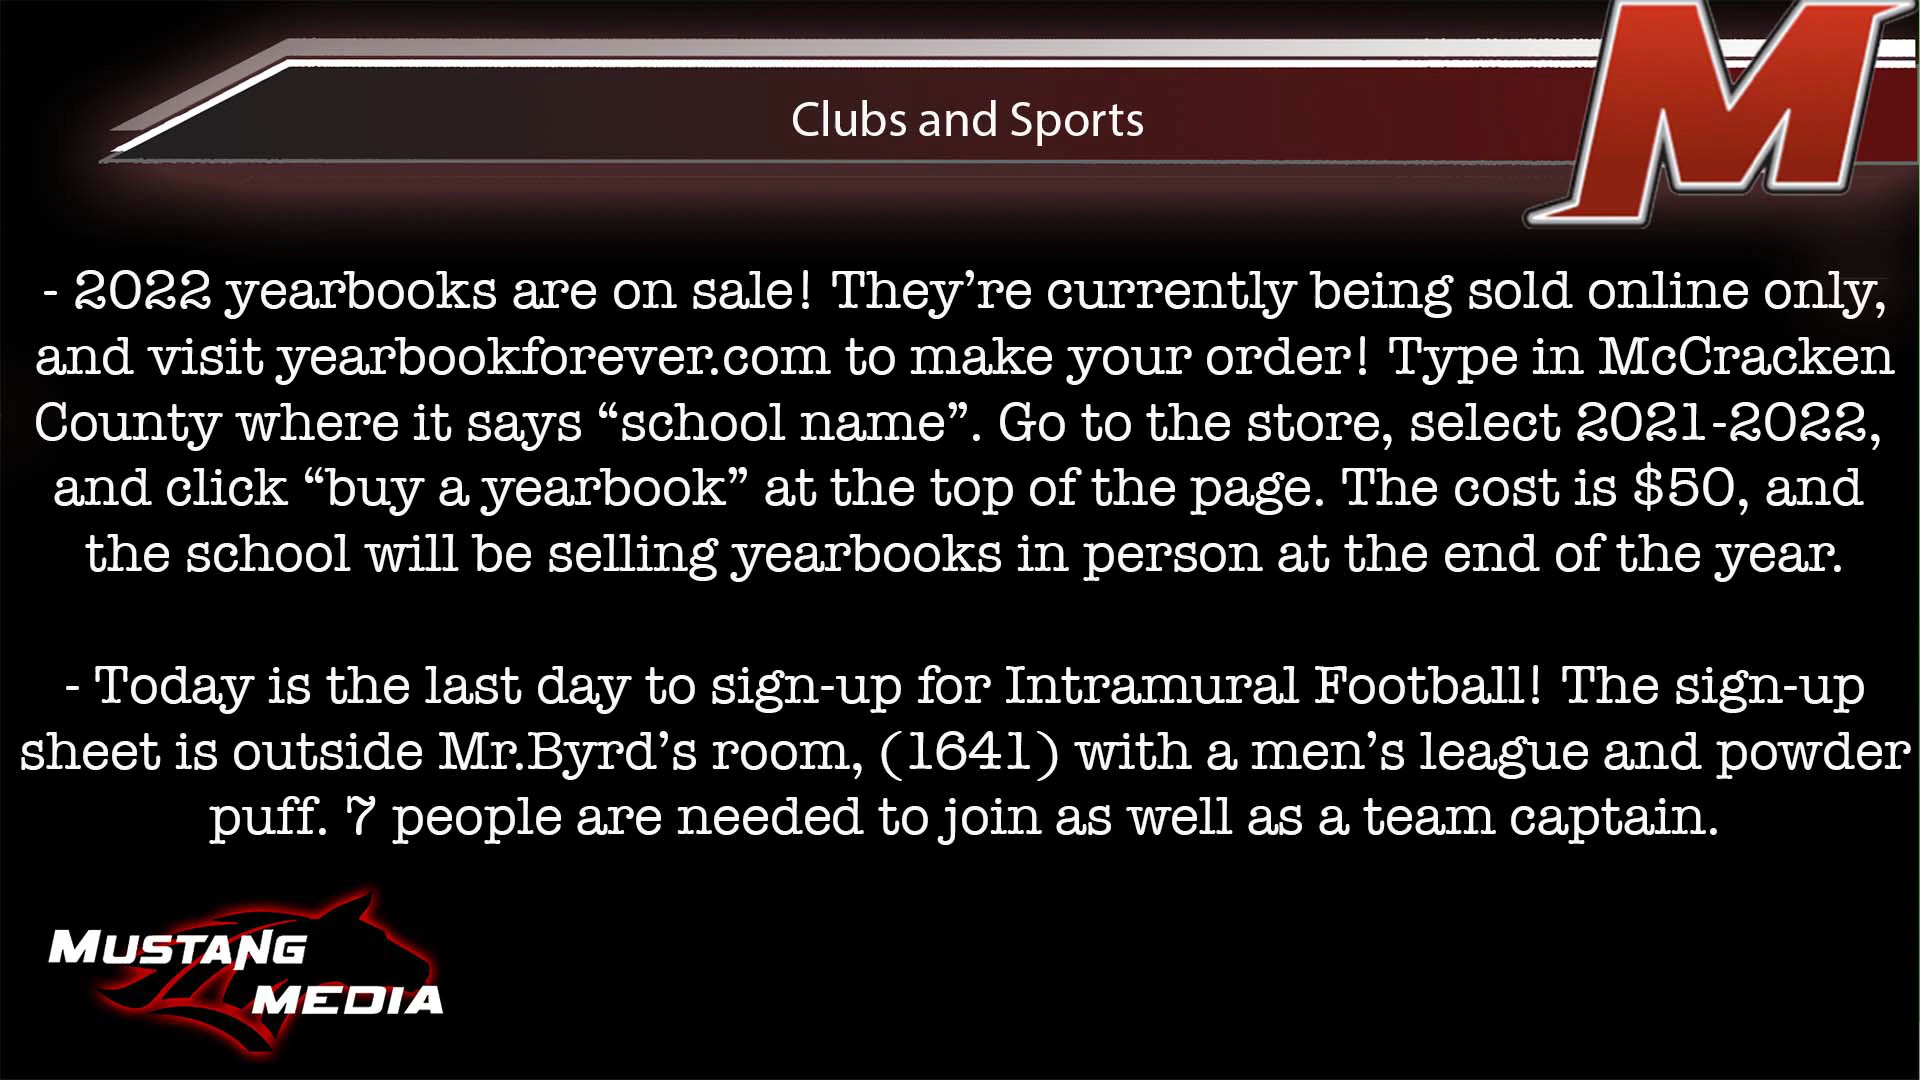 M
Clubs and Sports
- 2022 yearbooks are on sale! They’re currently being sold online only,
and visit yearbookforever.com to make your order! Type in McCracken
County where it says “school name”. Go to the store, select 2021-2022,
and click “buy a yearbook” at the top of the page. The cost is $50, and
the school will be selling yearbooks in person at the end of the year.
- Today is the last day to sign-up for Intramural Football! The sign-up
sheet is outside Mr.Byrd’s room, (1641) with a men’s league and powder
puff. 7 people are needed to join as well as a team captain.
MUSTANG
MEDIA